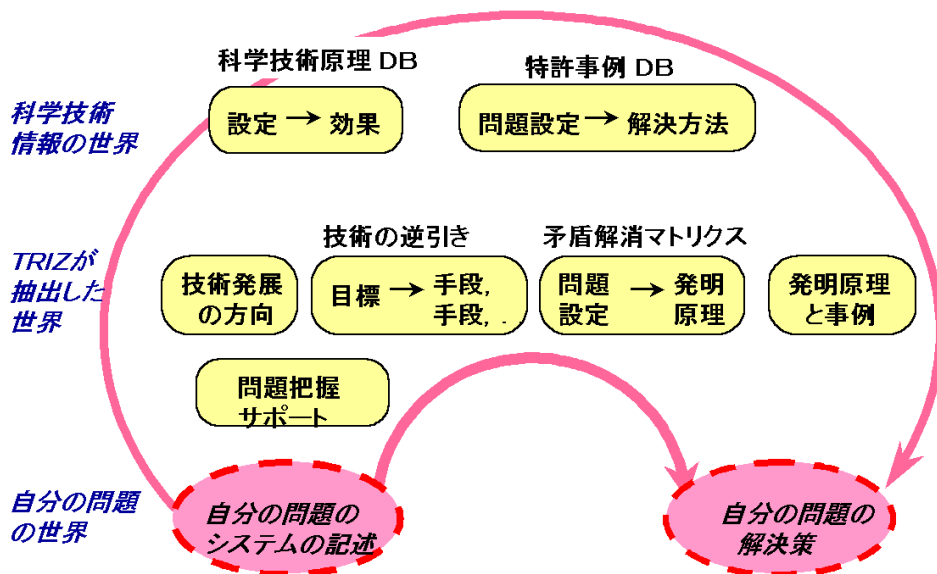 科学技術原理 DB
特許事例 DB
科学技術
情報の世界
設定 → 効果
問題設定 → 解決方法
技術の逆引き
矛盾解消マトリクス
TRIZが
抽出した
世界
技術発展
の方向
目標 → 手段,
手段, .
問題
設定
→ 発明
原理
発明原理
と事例
問題把握
サポート
自分の問題
の世界
自分の問題の
システムの記述
自分の問題の
解決策